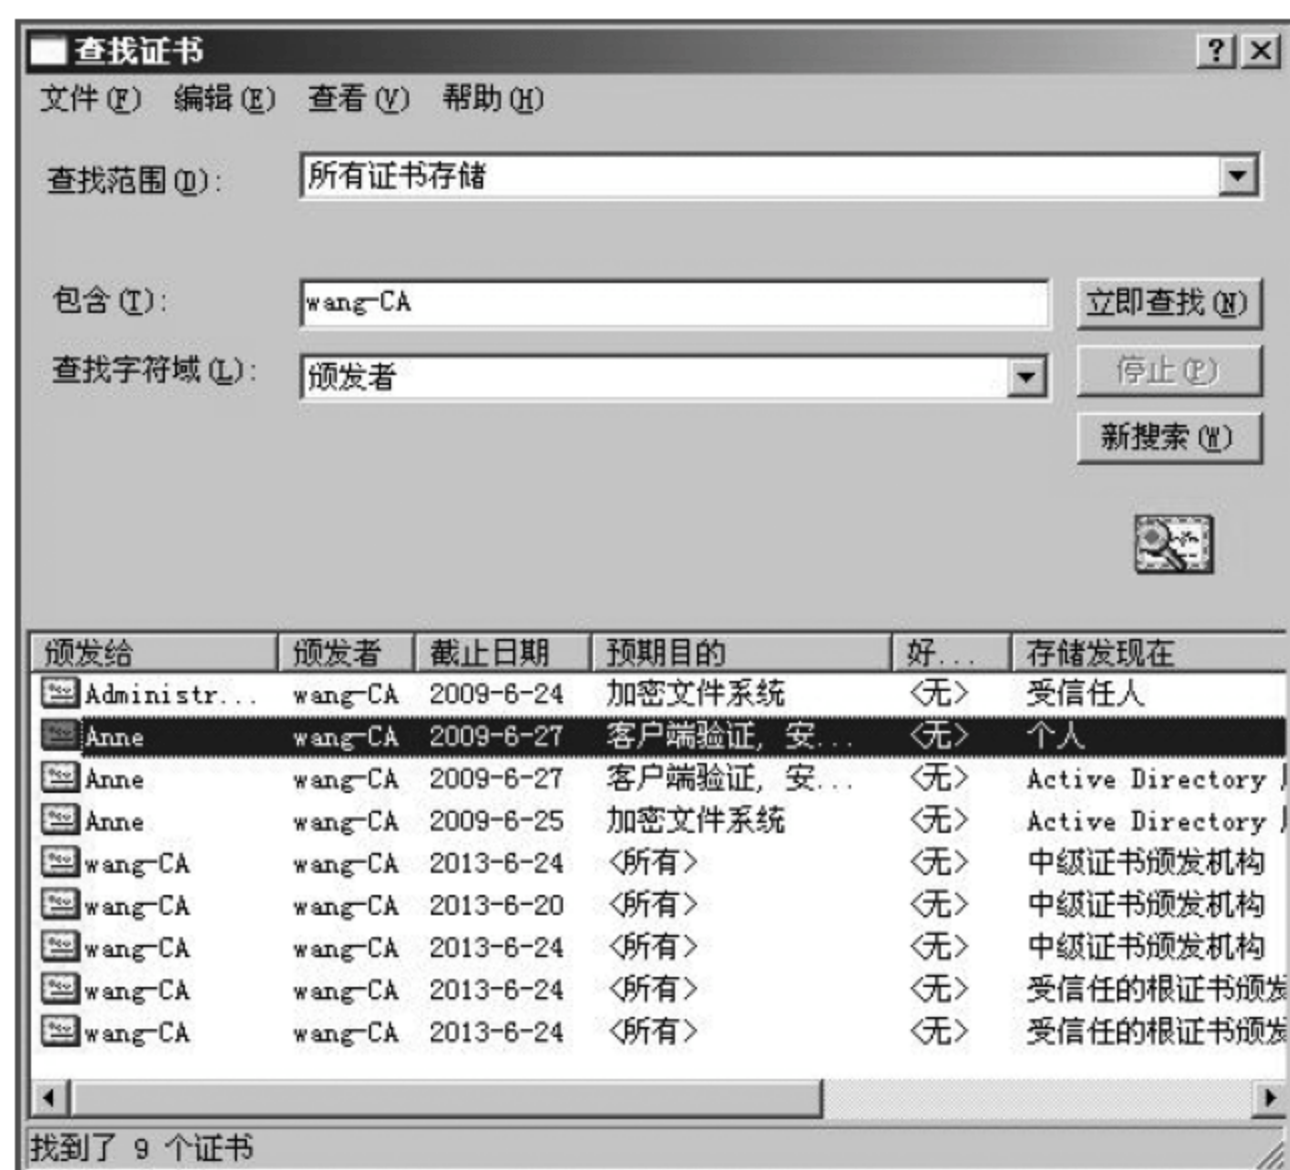 查找证书
文件(F) 编辑(E) 查看(V) 帮助(H)
查找范围(D): 所有证书存储
包含(T): wang-CA 立即查找(N)
查找字符域(L): 颁发者 停止(P)
新搜索(W)
颁发给 颁发者 截止日期 预期目的 好... 存储发现在
Administr... wang-CA 2009-6-24 加密文件系统 <无> 受信任人
Anne wang-CA 2009-6-27 客户端验证, 安... <无> 个人
Anne wang-CA 2009-6-27 客户端验证, 安... <无> Active Directory
Anne wang-CA 2009-6-25 加密文件系统 <无> Active Directory
wang-CA wang-CA 2013-6-24 <所有> <无> 中级证书颁发机构
wang-CA wang-CA 2013-6-20 <所有> <无> 中级证书颁发机构
wang-CA wang-CA 2013-6-24 <所有> <无> 中级证书颁发机构
wang-CA wang-CA 2013-6-24 <所有> <无> 受信任的根证书颁发
wang-CA wang-CA 2013-6-24 <所有> <无> 受信任的根证书颁发
找到了 9 个证书